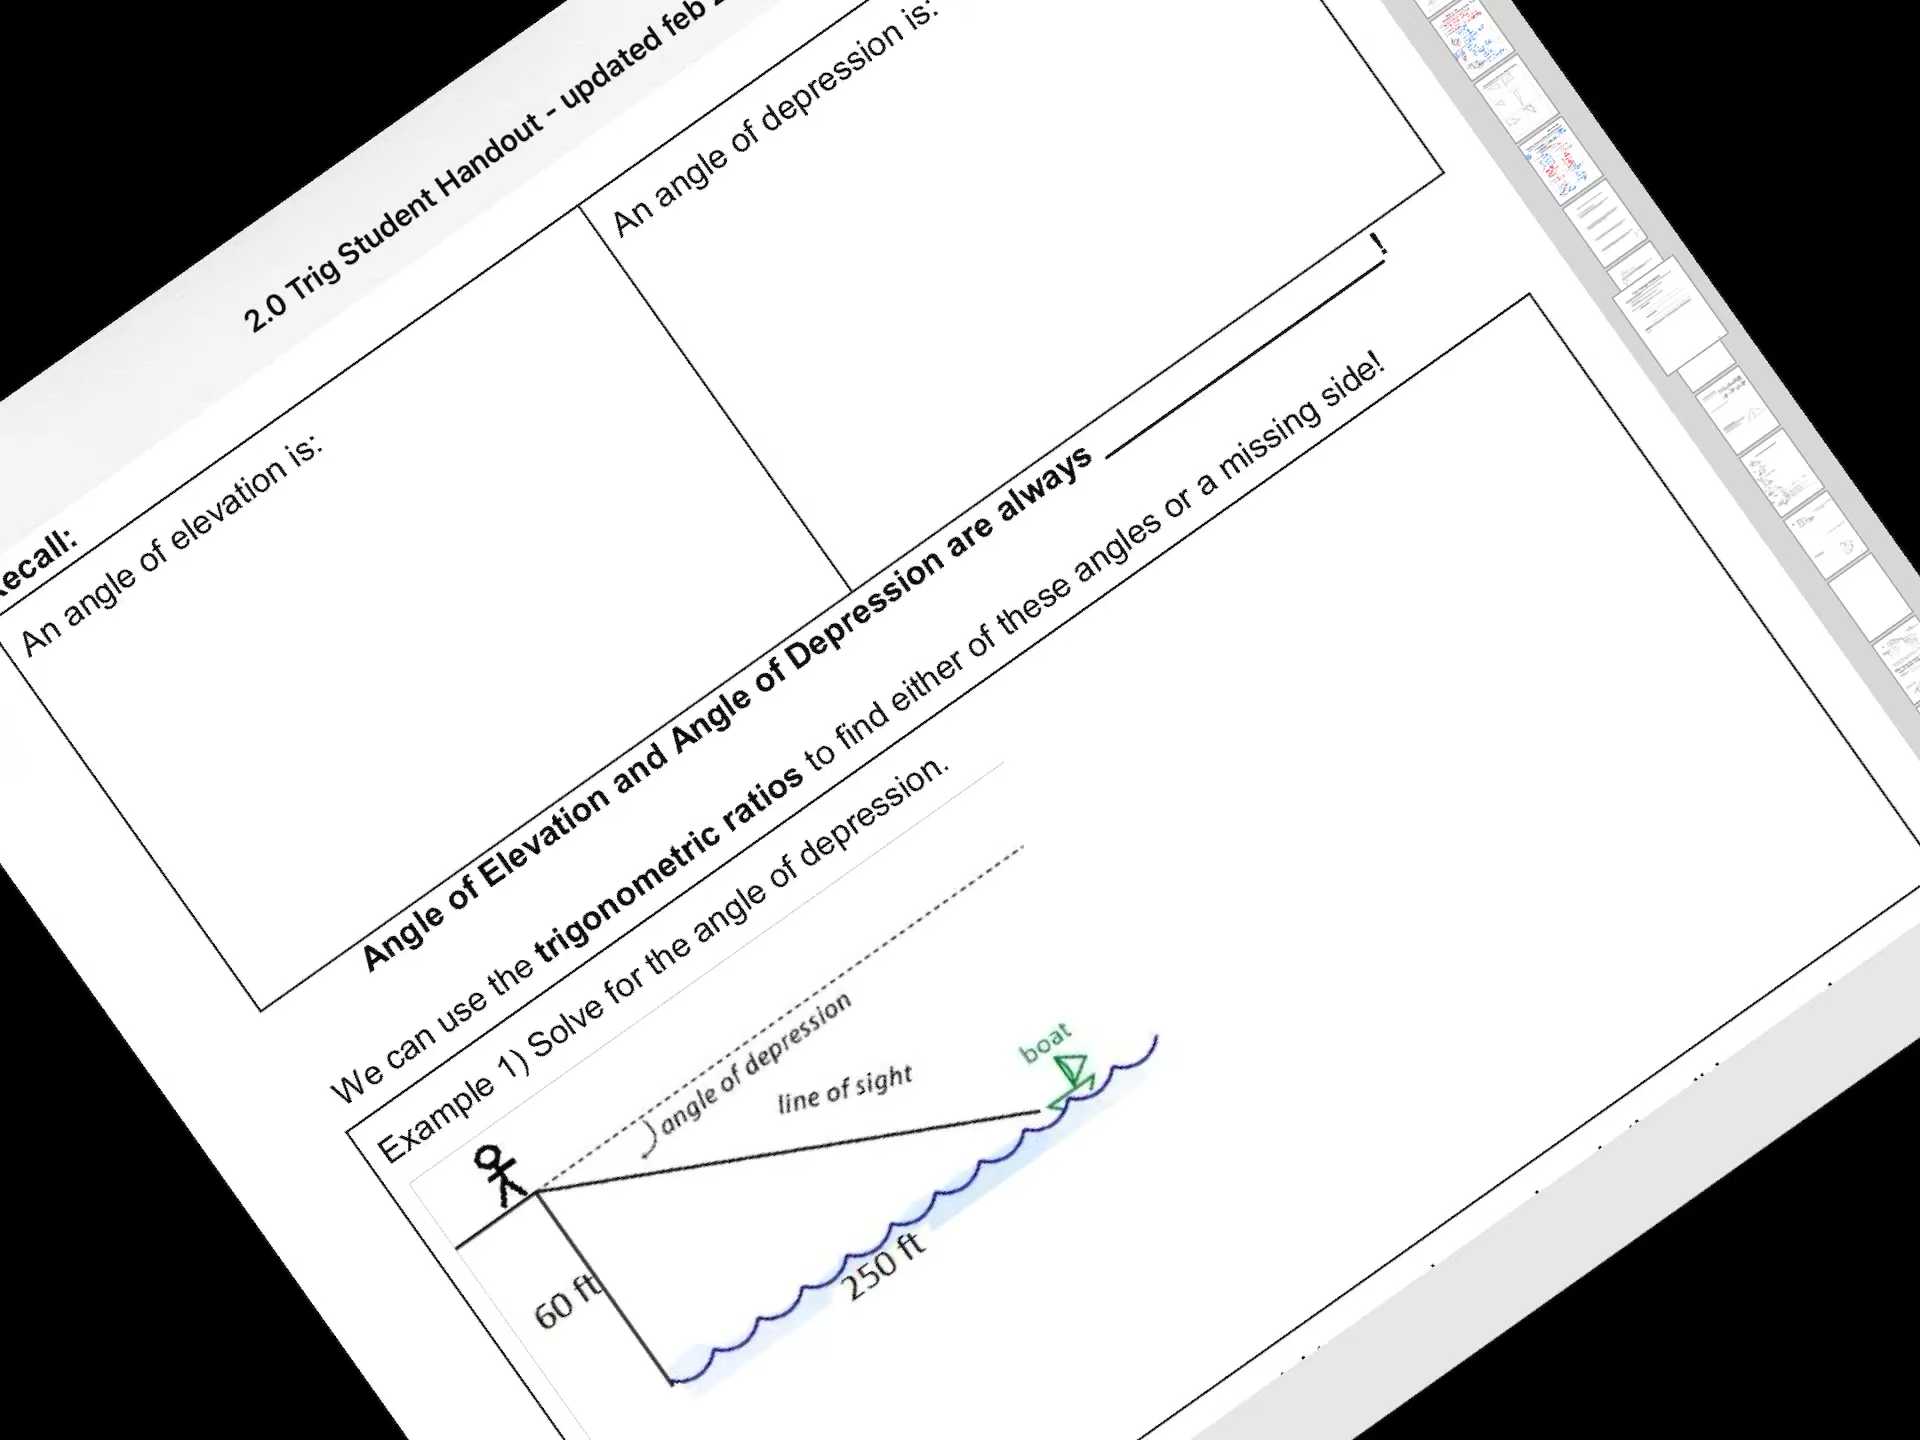 2.0 Trig Student Handout - updated feb
Recall:
An angle of elevation is:
An angle of depression is:
Angle of Elevation and Angle of Depression are always __________!
We can use the trigonometric ratios to find either of these angles or a missing side!
Example 1) Solve for the angle of depression.
angle of depression
line of sight
boat
60 ft
250 ft